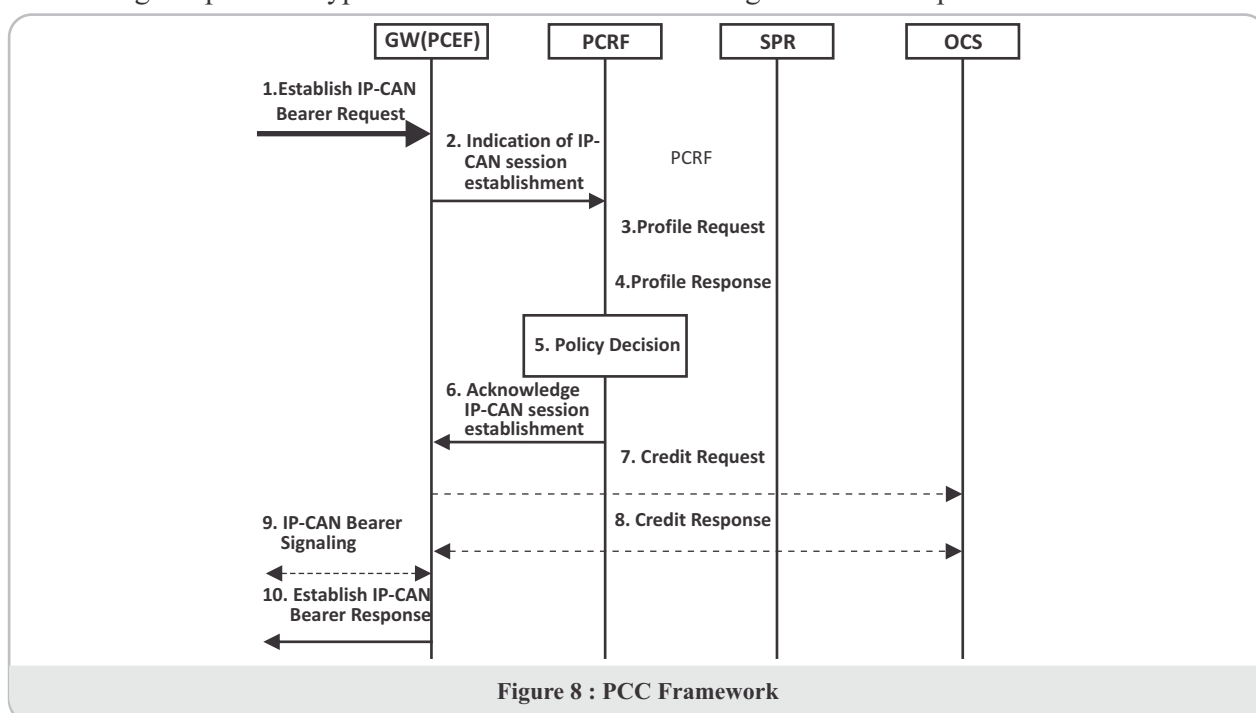 GW(PCEF) PCRF SPR OCS
1.Establish IP-CAN
Bearer Request
2. Indication of IP-
CAN session
establishment
PCRF
3.Profile Request
4.Profile Response
5. Policy Decision
6. Acknowledge
IP-CAN session
establishment
7. Credit Request
8. Credit Response
9. IP-CAN Bearer
Signaling
10. Establish IP-CAN
Bearer Response
Figure 8 : PCC Framework